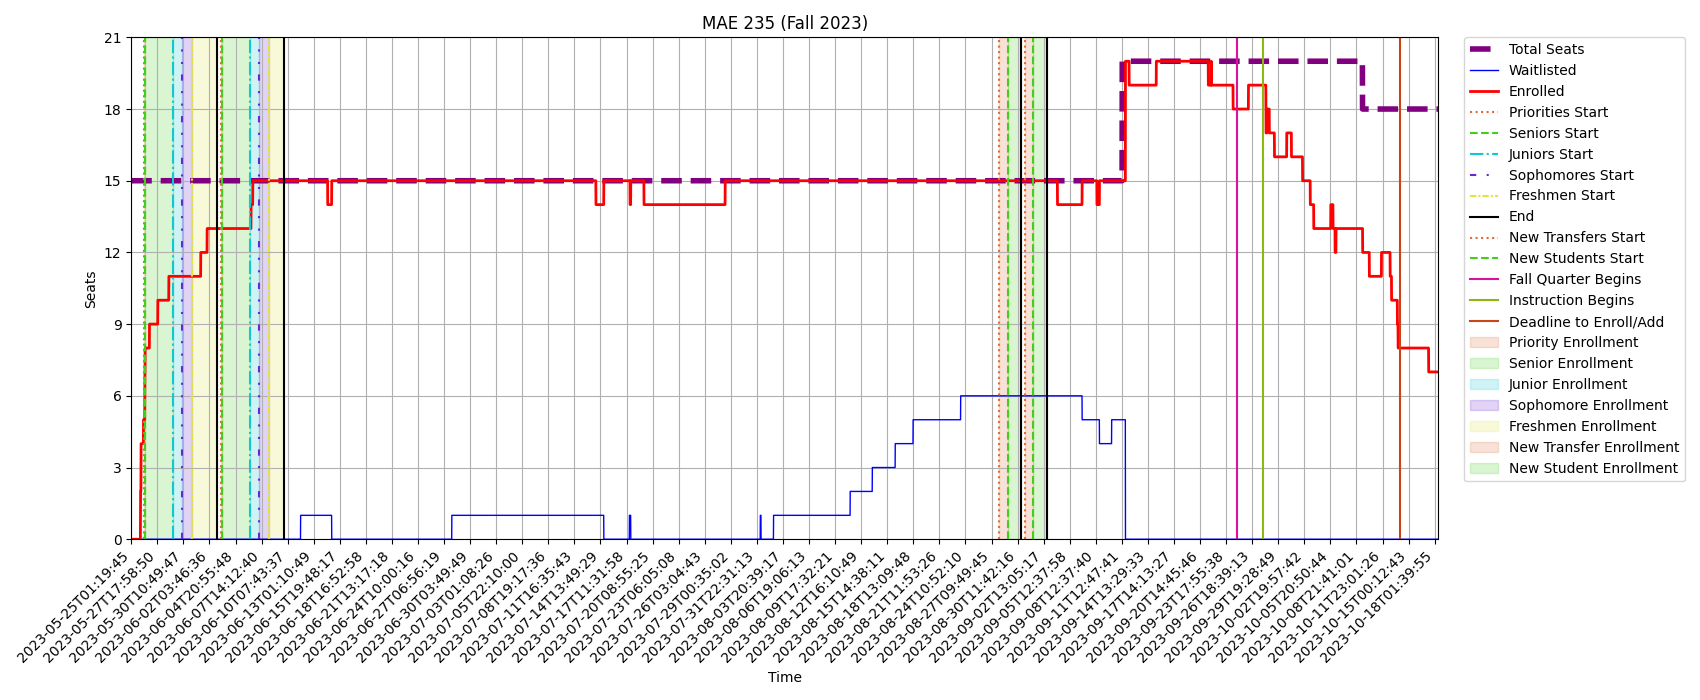 MAE 235 (Fall 2023)
21
18
15
12
9
6
3
0
Seats
2023-05-25T01:19:45
2023-05-27T17:58:50
2023-05-30T10:49:47
2023-06-02T03:46:36
2023-06-04T20:55:48
2023-06-07T14:12:40
2023-06-10T07:43:37
2023-06-13T01:10:49
2023-06-15T19:48:17
2023-06-18T16:52:58
2023-06-21T13:17:18
2023-06-24T10:00:16
2023-06-27T06:56:19
2023-06-30T03:49:49
2023-07-03T01:08:26
2023-07-05T22:10:00
2023-07-08T19:17:36
2023-07-11T16:35:43
2023-07-14T13:49:29
2023-07-17T11:31:58
2023-07-20T08:55:25
2023-07-23T06:05:08
2023-07-26T03:04:43
2023-07-29T00:35:02
2023-07-31T22:31:13
2023-08-03T20:39:17
2023-08-06T19:06:13
2023-08-09T17:32:21
2023-08-12T16:10:49
2023-08-15T14:38:11
2023-08-18T13:09:48
2023-08-21T11:53:26
2023-08-24T10:52:10
2023-08-27T09:49:45
2023-08-30T11:42:16
2023-09-02T13:05:17
2023-09-05T12:37:58
2023-09-08T12:37:40
2023-09-11T12:47:41
2023-09-14T13:29:33
2023-09-17T14:13:27
2023-09-20T14:45:46
2023-09-23T17:55:38
2023-09-26T18:39:13
2023-09-29T19:28:49
2023-10-02T19:57:42
2023-10-05T20:50:44
2023-10-08T21:41:01
2023-10-11T23:01:26
2023-10-15T00:12:43
2023-10-18T01:39:55
Time
Total Seats
Waitlisted
Enrolled
Priorities Start
Seniors Start
Juniors Start
Sophomores Start
Freshmen Start
End
New Transfers Start
New Students Start
Fall Quarter Begins
Instruction Begins
Deadline to Enroll/Add
Priority Enrollment
Senior Enrollment
Junior Enrollment
Sophomore Enrollment
Freshmen Enrollment
New Transfer Enrollment
New Student Enrollment